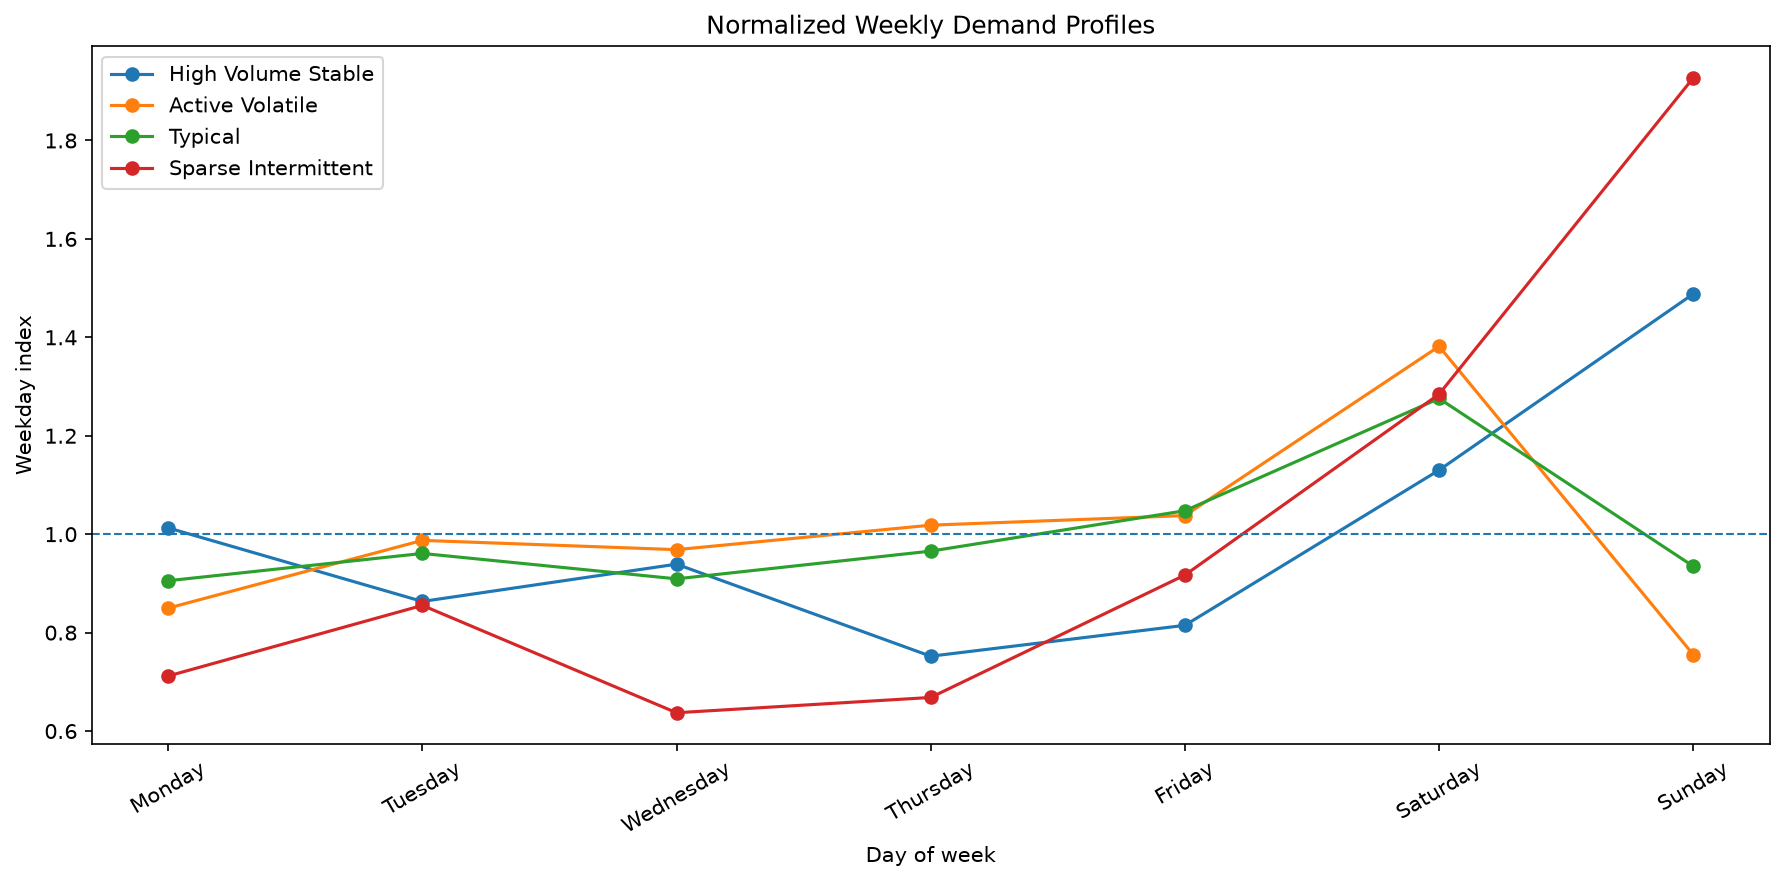 Normalized Weekly Demand Profiles
High Volume Stable
Active Volatile
Typical
Sparse Intermittent
Weekday index
1.8
1.6
1.4
1.2
1.0
0.8
0.6
Monday
Tuesday
Wednesday
Thursday
Friday
Saturday
Sunday
Day of week